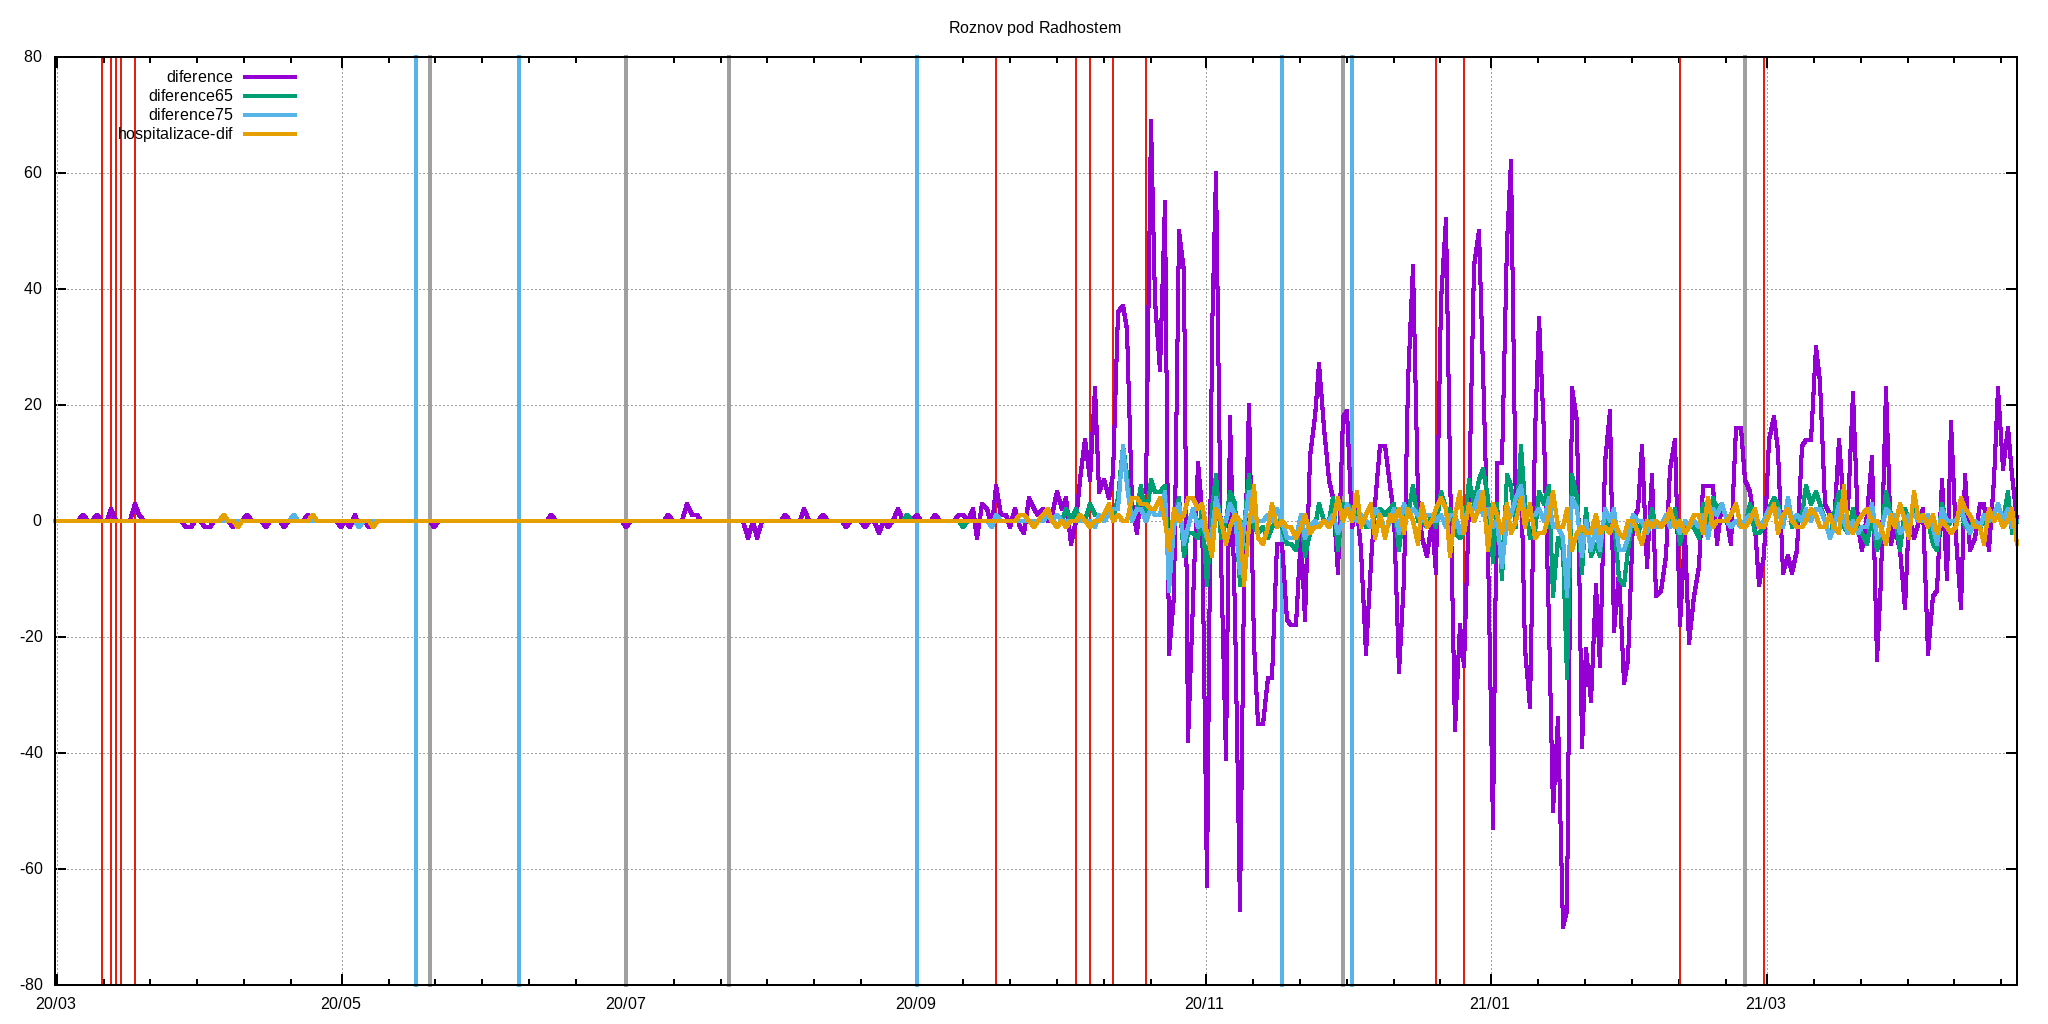 Roznov pod Radhostem
80
60
40
20
0
-20
-40
-60
-80
diference
diference65
diference75
hospitalizace-dif
20/03 20/05 20/07 20/09 20/11 21/01 21/03